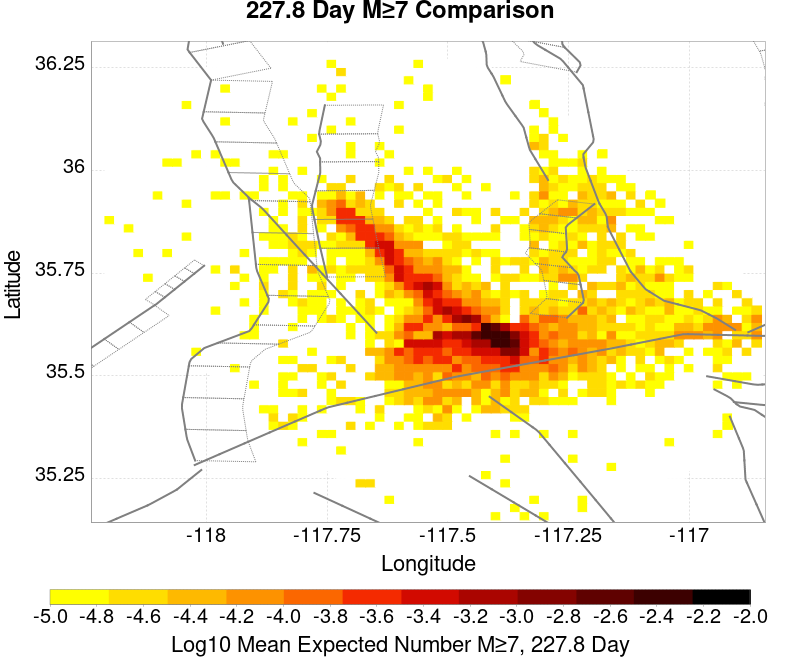 227.8 Day M≥7 Comparison
36.25
36
35.75
35.5
35.25
Latitude
-118 -117.75 -117.5 -117.25 -117
Longitude
-5.0 -4.8 -4.6 -4.4 -4.2 -4.0 -3.8 -3.6 -3.4 -3.2 -3.0 -2.8 -2.6 -2.4 -2.2 -2.0
Log10 Mean Expected Number M≥7, 227.8 Day